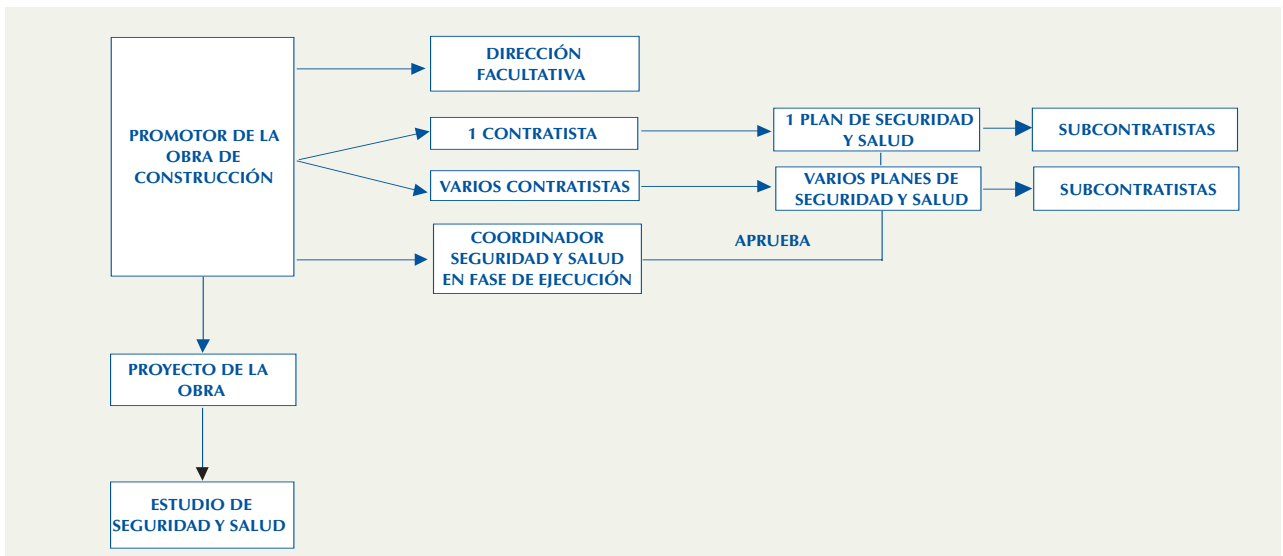 DIRECCIÓN
FACULTATIVA
PROMOTOR DE LA
OBRA DE
CONSTRUCCIÓN
1 CONTRATISTA
1 PLAN DE SEGURIDAD
Y SALUD
SUBCONTRATISTAS
VARIOS CONTRATISTAS
VARIOS PLANES DE
SEGURIDAD Y SALUD
SUBCONTRATISTAS
COORDINADOR
SEGURIDAD Y SALUD
EN FASE DE EJECUCIÓN
APRUEBA
PROYECTO DE LA
OBRA
ESTUDIO DE
SEGURIDAD Y SALUD